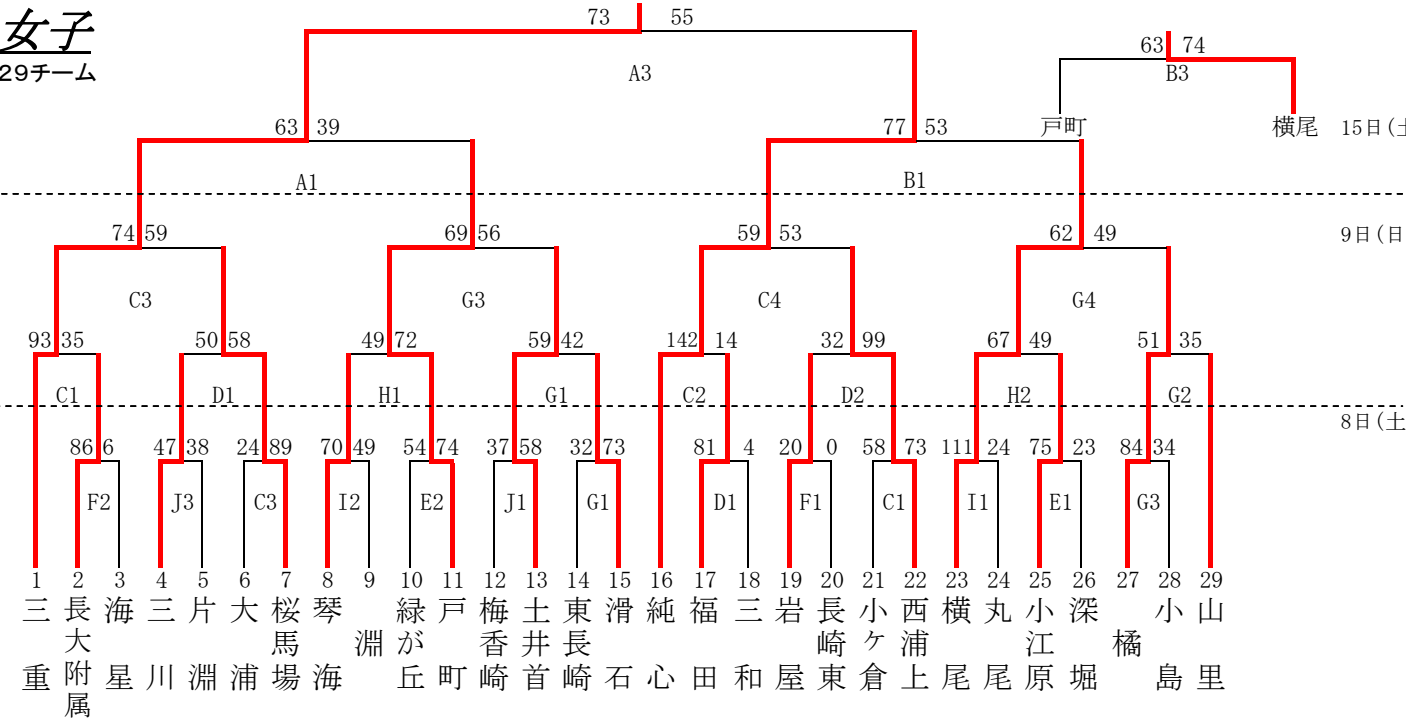 女子
29チーム
73 55
A3
63 74
B3
戸町 横尾 15日(土
63 39 77 53
A1 B1
74 59 69 56 59 53 62 49 9日(日
C3 G3 C4 G4
93 35 50 58 49 72 59 42 142 14 32 99 67 49 51 35
C1 D1 H1 G1 C2 D2 H2 G2
8日(土
86 6 47 38 24 89 70 49 54 74 37 58 32 73 81 4 20 0 58 73 111 24 75 23 84 34
F2 J3 C3 I2 E2 J1 G1 D1 F1 C1 I1 E1 G3
1 2 3 4 5 6 7 8 9 10 11 12 13 14 15 16 17 18 19 20 21 22 23 24 25 26 27 28 29
三重
長大附属
海星
三川
片淵
大浦
桜馬場
琴海
淵
緑が丘
戸町
梅香崎
土井首
東長崎
滑石
純心
福田
三和
岩屋
長崎東
小ケ倉
西浦上
横尾
丸尾
小江原
深堀
橘
小島
山里